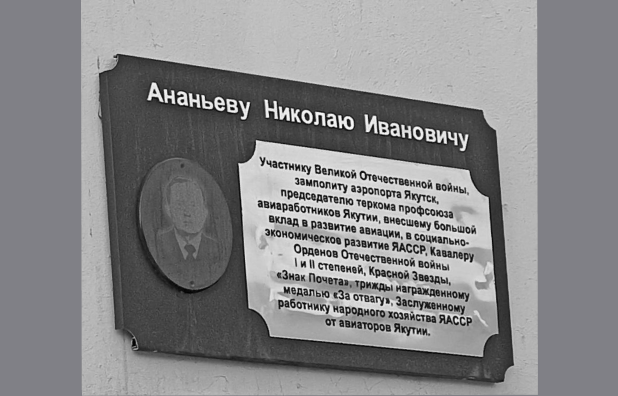 Ананьеву Николаю Ивановичу
Участнику Великой Отечественной войны,
замполиту аэропорта Якутск,
председателю теркома профсоюза
авиаработников Якутии, внесшему большой
вклад в развитие авиации, в социально-
экономическое развитие ЯАССР, Кавалеру
Орденов Отечественной войны
I и II степеней, Красной Звезды,
«Знак Почета», трижды награжденному
медалью «За отвагу», Заслуженному
работнику народного хозяйства ЯАССР
от авиаторов Якутии.